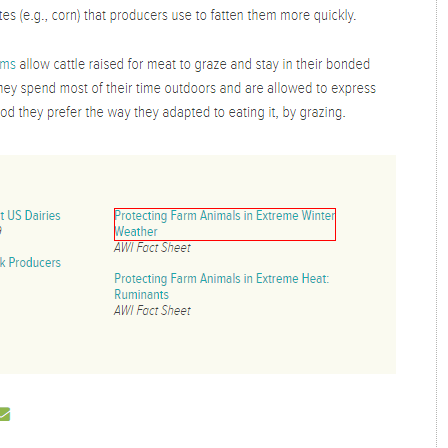 tes (e.g., corn) that producers use to fatten them more quickly.
ms allow cattle raised for meat to graze and stay in their bonded
hey spend most of their time outdoors and are allowed to express
od they prefer the way they adapted to eating it, by grazing.
t US Dairies
k Producers
Protecting Farm Animals in Extreme Winter
Weather
AWI Fact Sheet
Protecting Farm Animals in Extreme Heat:
Ruminants
AWI Fact Sheet